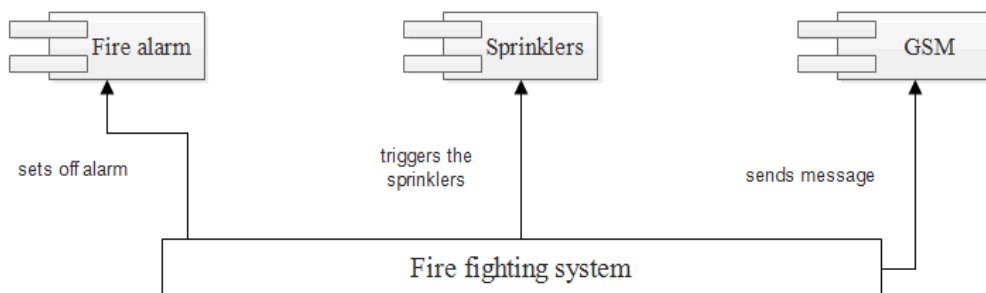 Fire alarm
Sprinklers
GSM
sets off alarm
triggers the
sprinklers
sends message
Fire fighting system